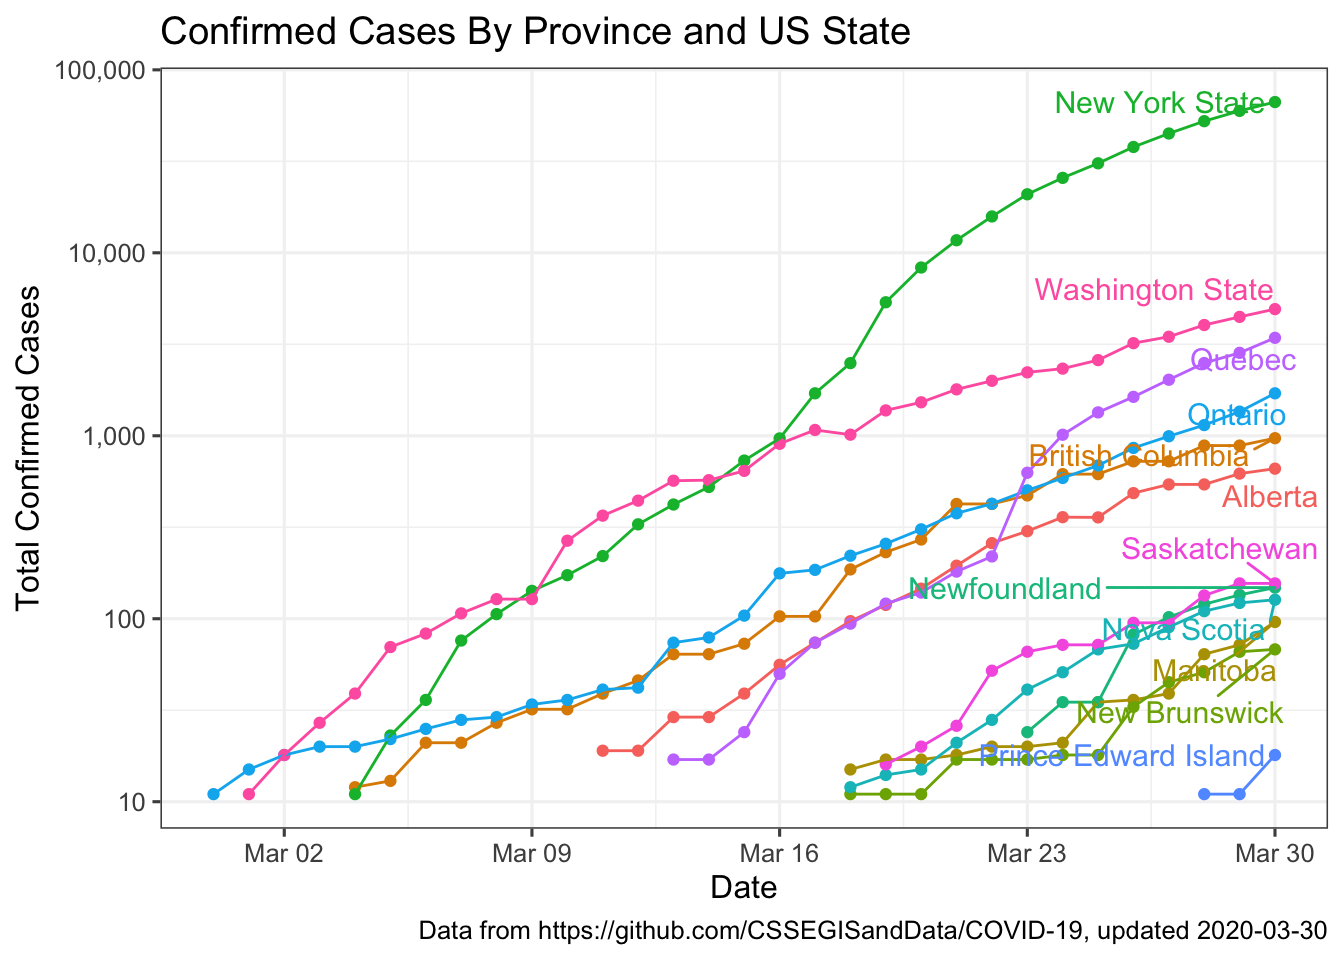 Confirmed Cases By Province and US State
Total Confirmed Cases
100,000
10,000
1,000
100
10
New York State
Washington State
Quebec
Ontario
British Columbia
Alberta
Saskatchewan
Newfoundland
Nova Scotia
Manitoba
New Brunswick
Prince Edward Island
Mar 02
Mar 09
Mar 16
Mar 23
Mar 30
Date
Data from https://github.com/CSSEGISandData/COVID-19, updated 2020-03-30